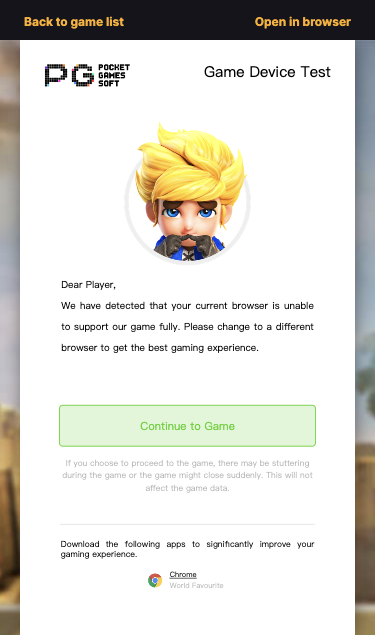 Back to game list Open in browser
PG POCKET GAMES SOFT
Game Device Test
Dear Player,
We have detected that your current browser is unable
to support our game fully. Please change to a different
browser to get the best gaming experience.
Continue to Game
If you choose to proceed to the game, there may be stuttering
during the game or the game might close suddenly. This will not
affect the game data.
Download the following apps to significantly improve your
gaming experience.
Chrome
World Favourite